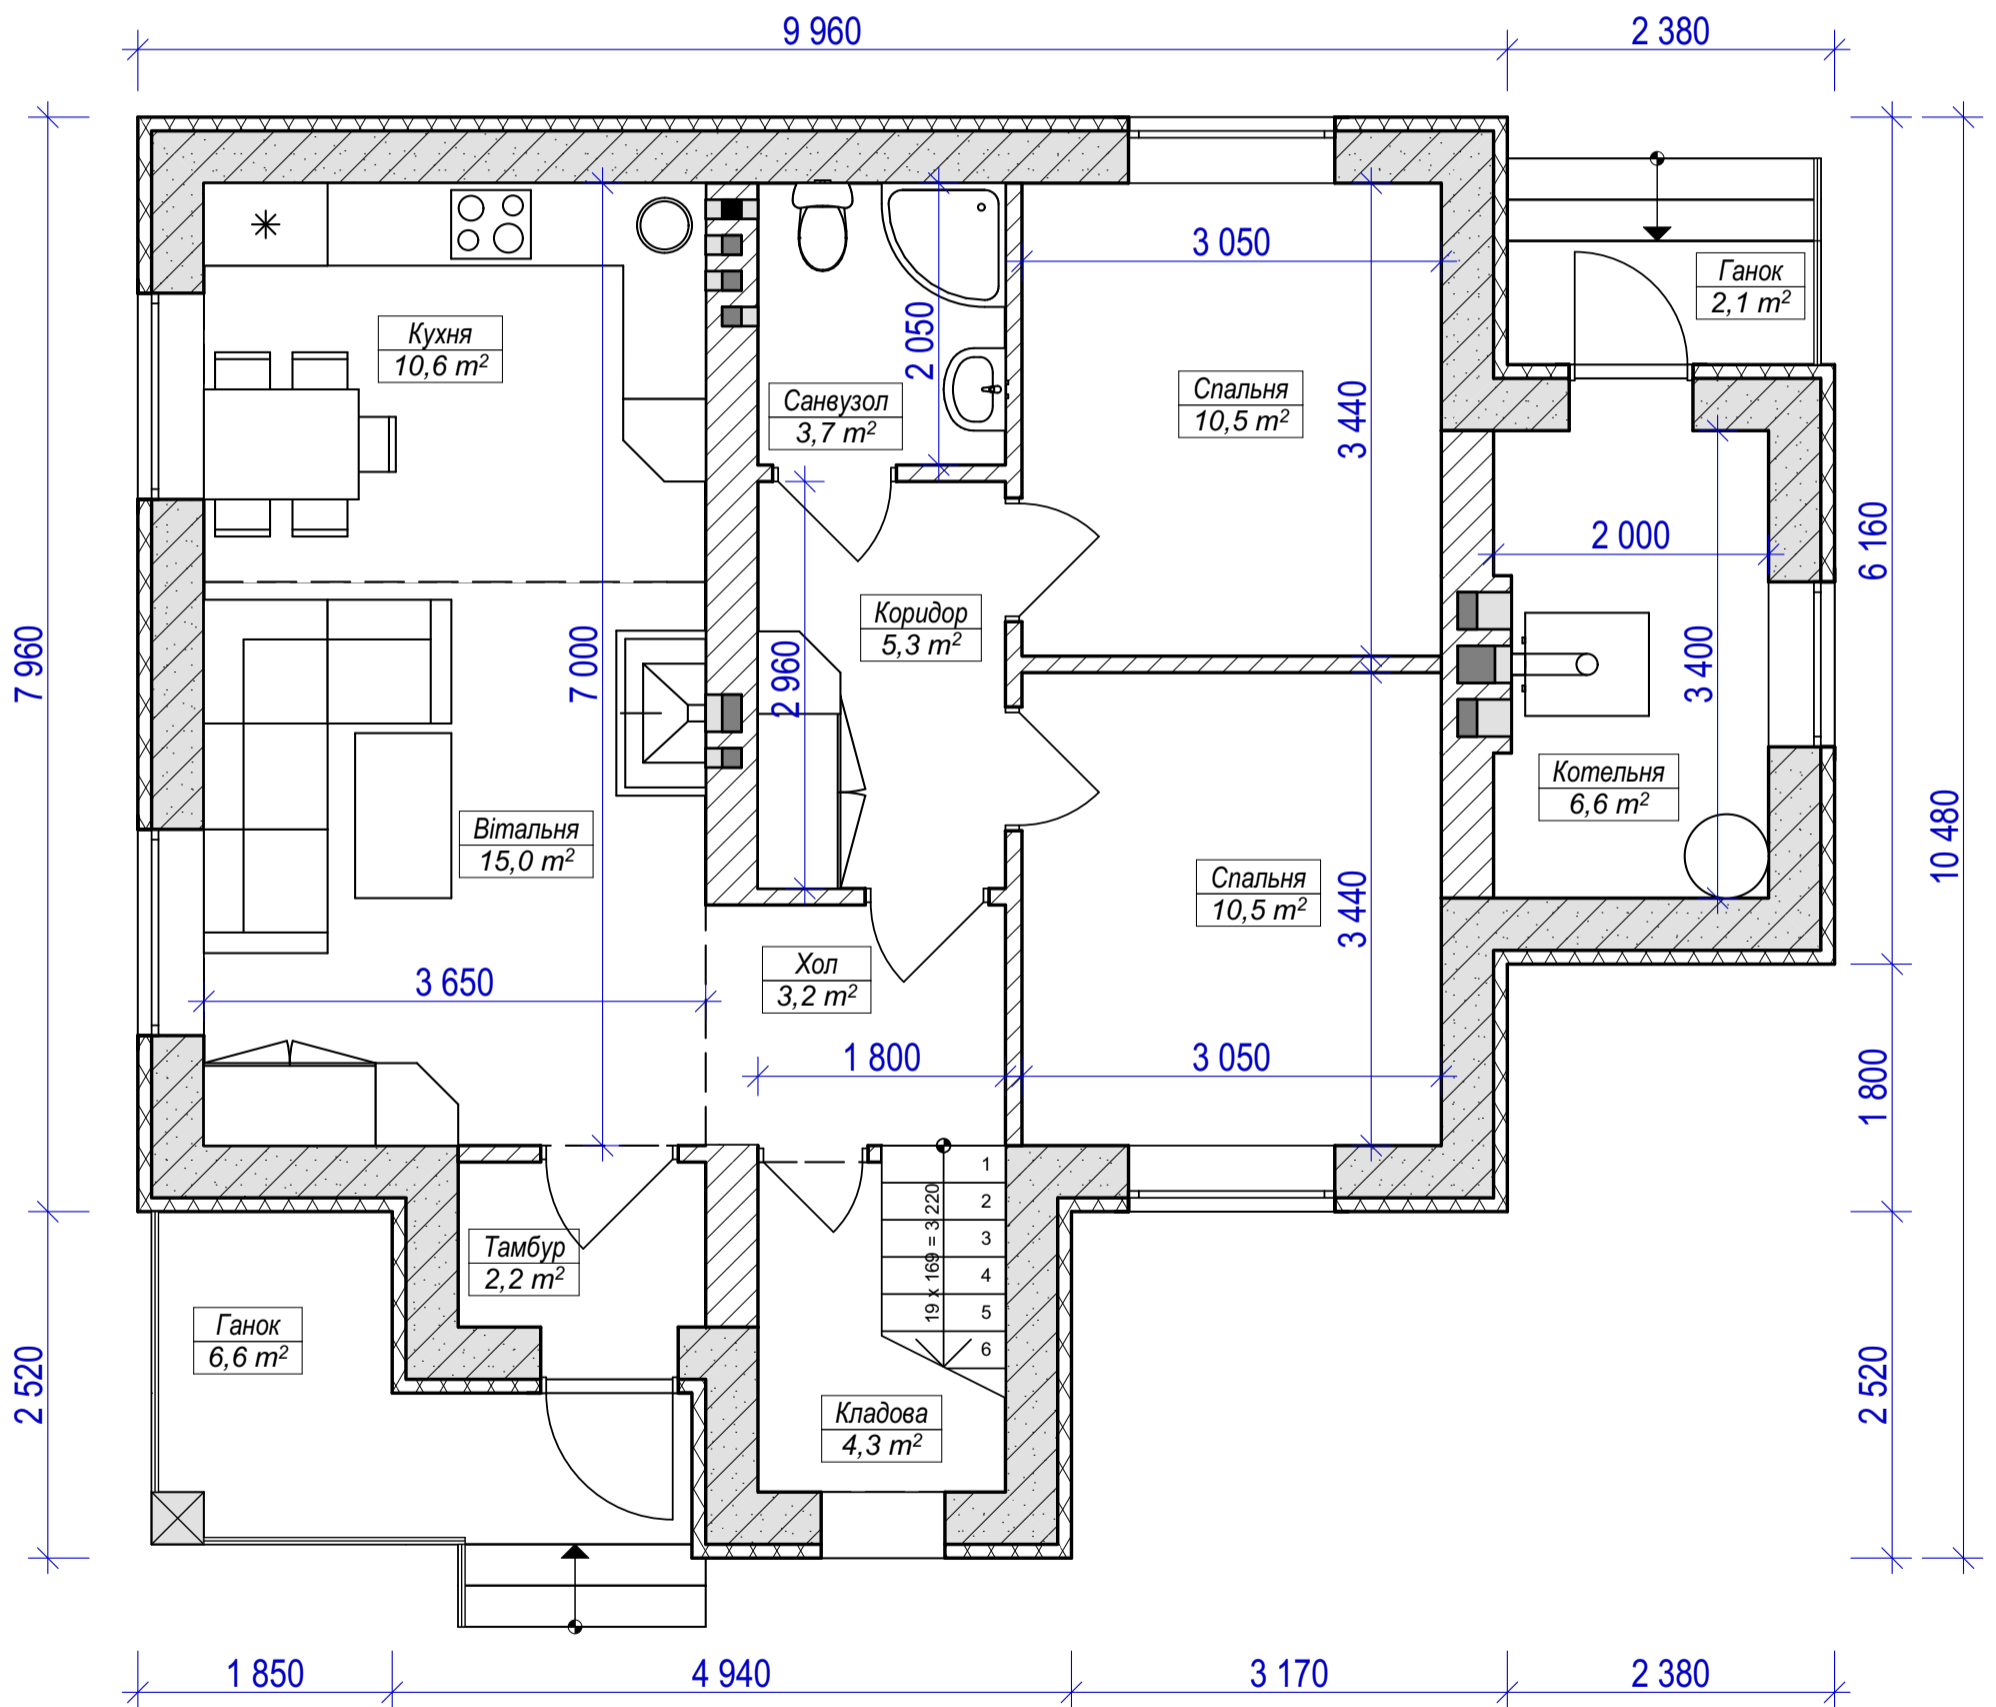 9 960
2 380
Ганок
2,1 m²
3 050
Кухня
10,6 m²
2 050
Санвузол
3,7 m²
Спальня
10,5 m²
3 440
2 000
6 160
7 960
7 000
Коридор
5,3 m²
2 960
3 400
Котельня
6,6 m²
10 480
Вітальня
15,0 m²
Спальня
10,5 m²
3 440
3 650
Хол
3,2 m²
1 800
3 050
1 800
1
2
3
4
5
6
19 x 169 = 3 220
Тамбур
2,2 m²
Ганок
6,6 m²
2 520
Кладова
4,3 m²
2 520
1 850
4 940
3 170
2 380